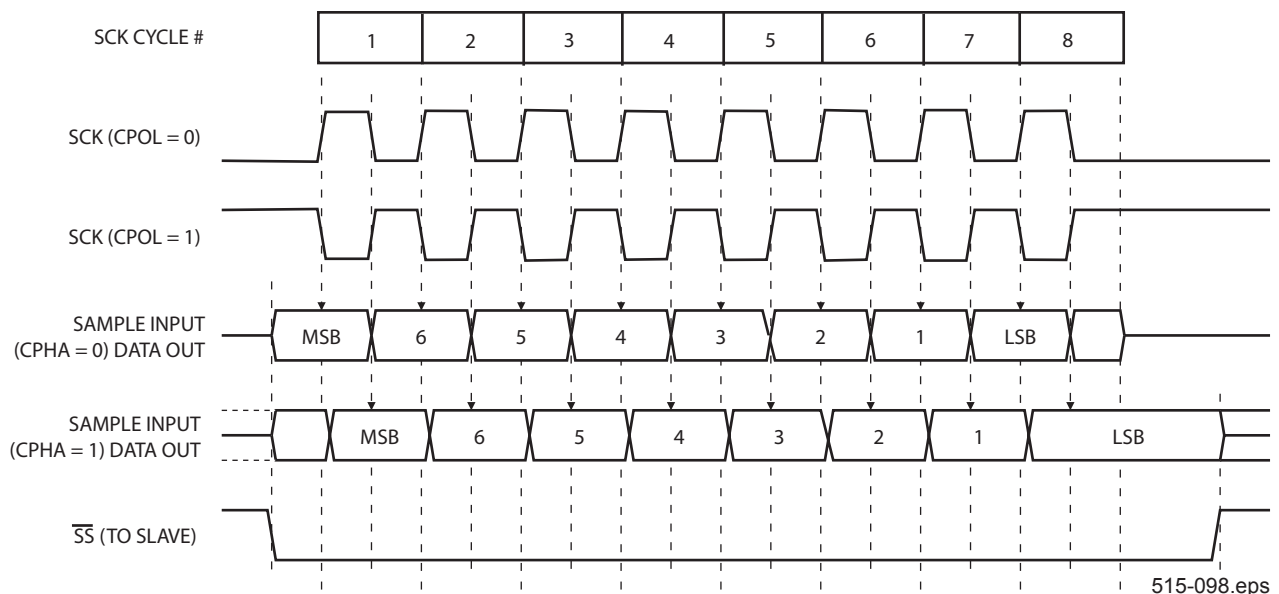 SCK CYCLE # 1 2 3 4 5 6 7 8
SCK (CPOL = 0)
SCK (CPOL = 1)
SAMPLE INPUT
(CPHA = 0) DATA OUT
MSB 6 5 4 3 2 1 LSB
SAMPLE INPUT
(CPHA = 1) DATA OUT
MSB 6 5 4 3 2 1 LSB
S̅S̅ (TO SLAVE)
515-098.eps